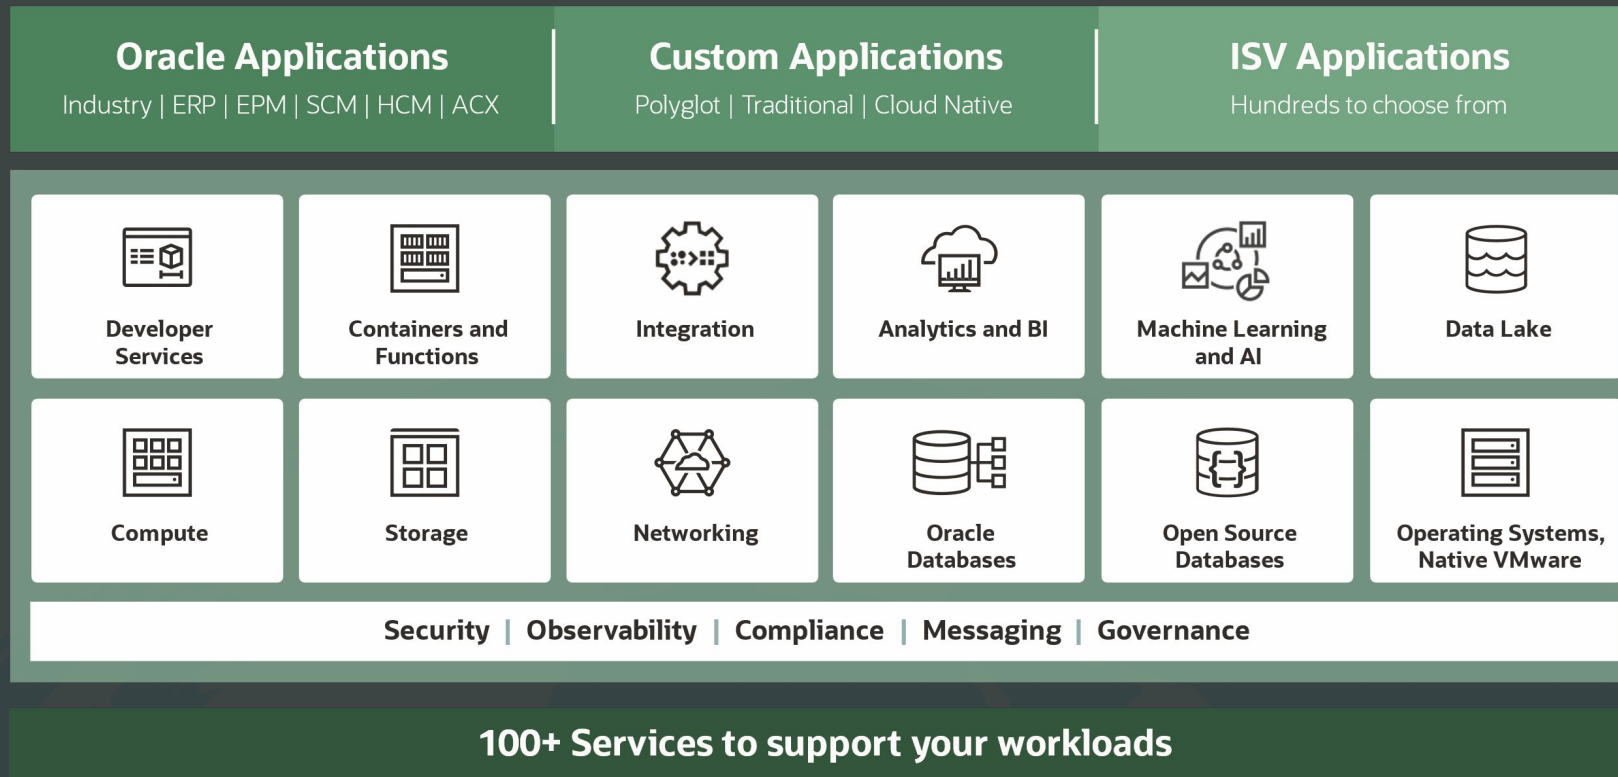 Oracle Applications
Industry | ERP | EPM | SCM | HCM | ACX
Custom Applications
Polyglot | Traditional | Cloud Native
ISV Applications
Hundreds to choose from
Developer
Services
Containers and
Functions
Integration
Analytics and BI
Machine Learning
and AI
Data Lake
Compute
Storage
Networking
Oracle
Databases
Open Source
Databases
Operating Systems,
Native VMware
Security | Observability | Compliance | Messaging | Governance
100+ Services to support your workloads